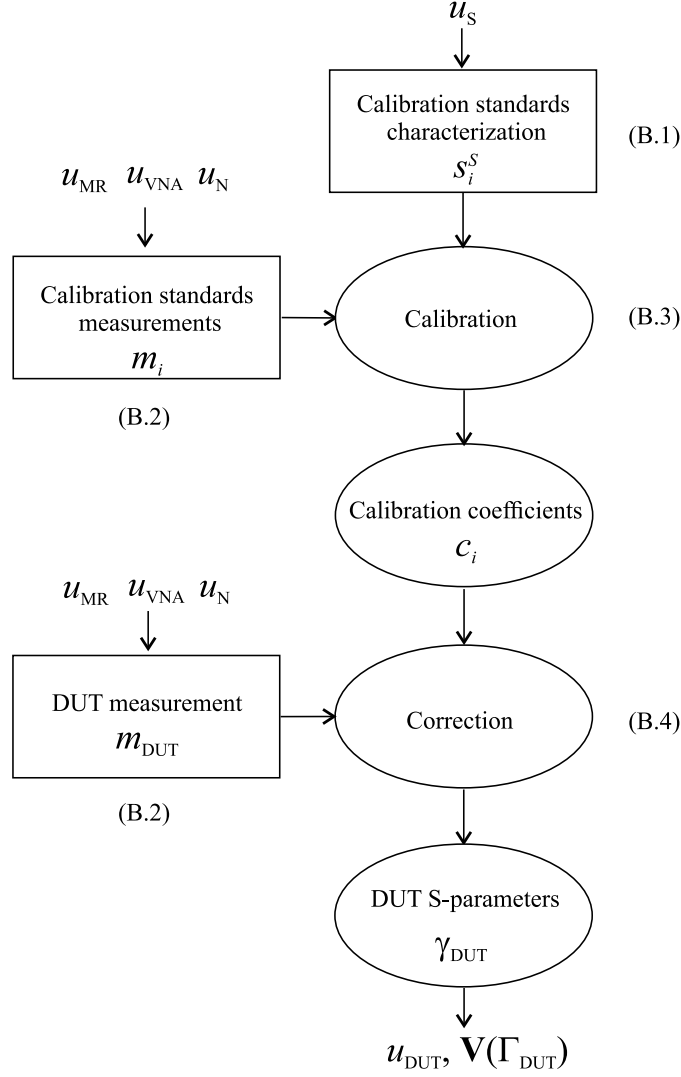 u_S
Calibration standards
characterization
s_i^S
(B.1)
u_MR u_VNA u_N
Calibration standards
measurements
m_i
(B.2)
Calibration
(B.3)
Calibration coefficients
c_i
u_MR u_VNA u_N
DUT measurement
m_DUT
(B.2)
Correction
(B.4)
DUT S-parameters
γ_DUT
u_DUT, V(Γ_DUT)